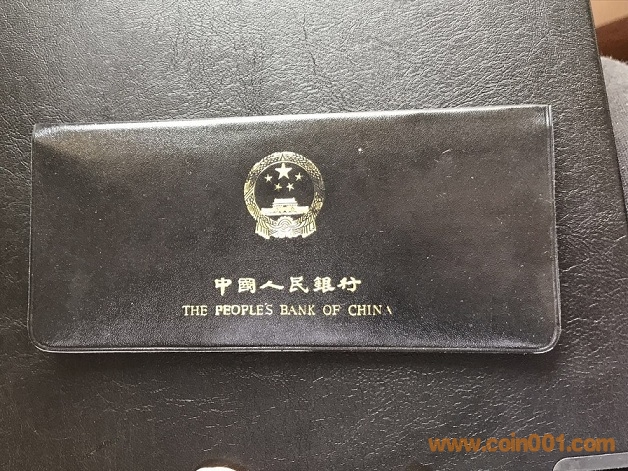 中國人民銀行
THE PEOPLE'S BANK OF CHINA
www.coin001.com